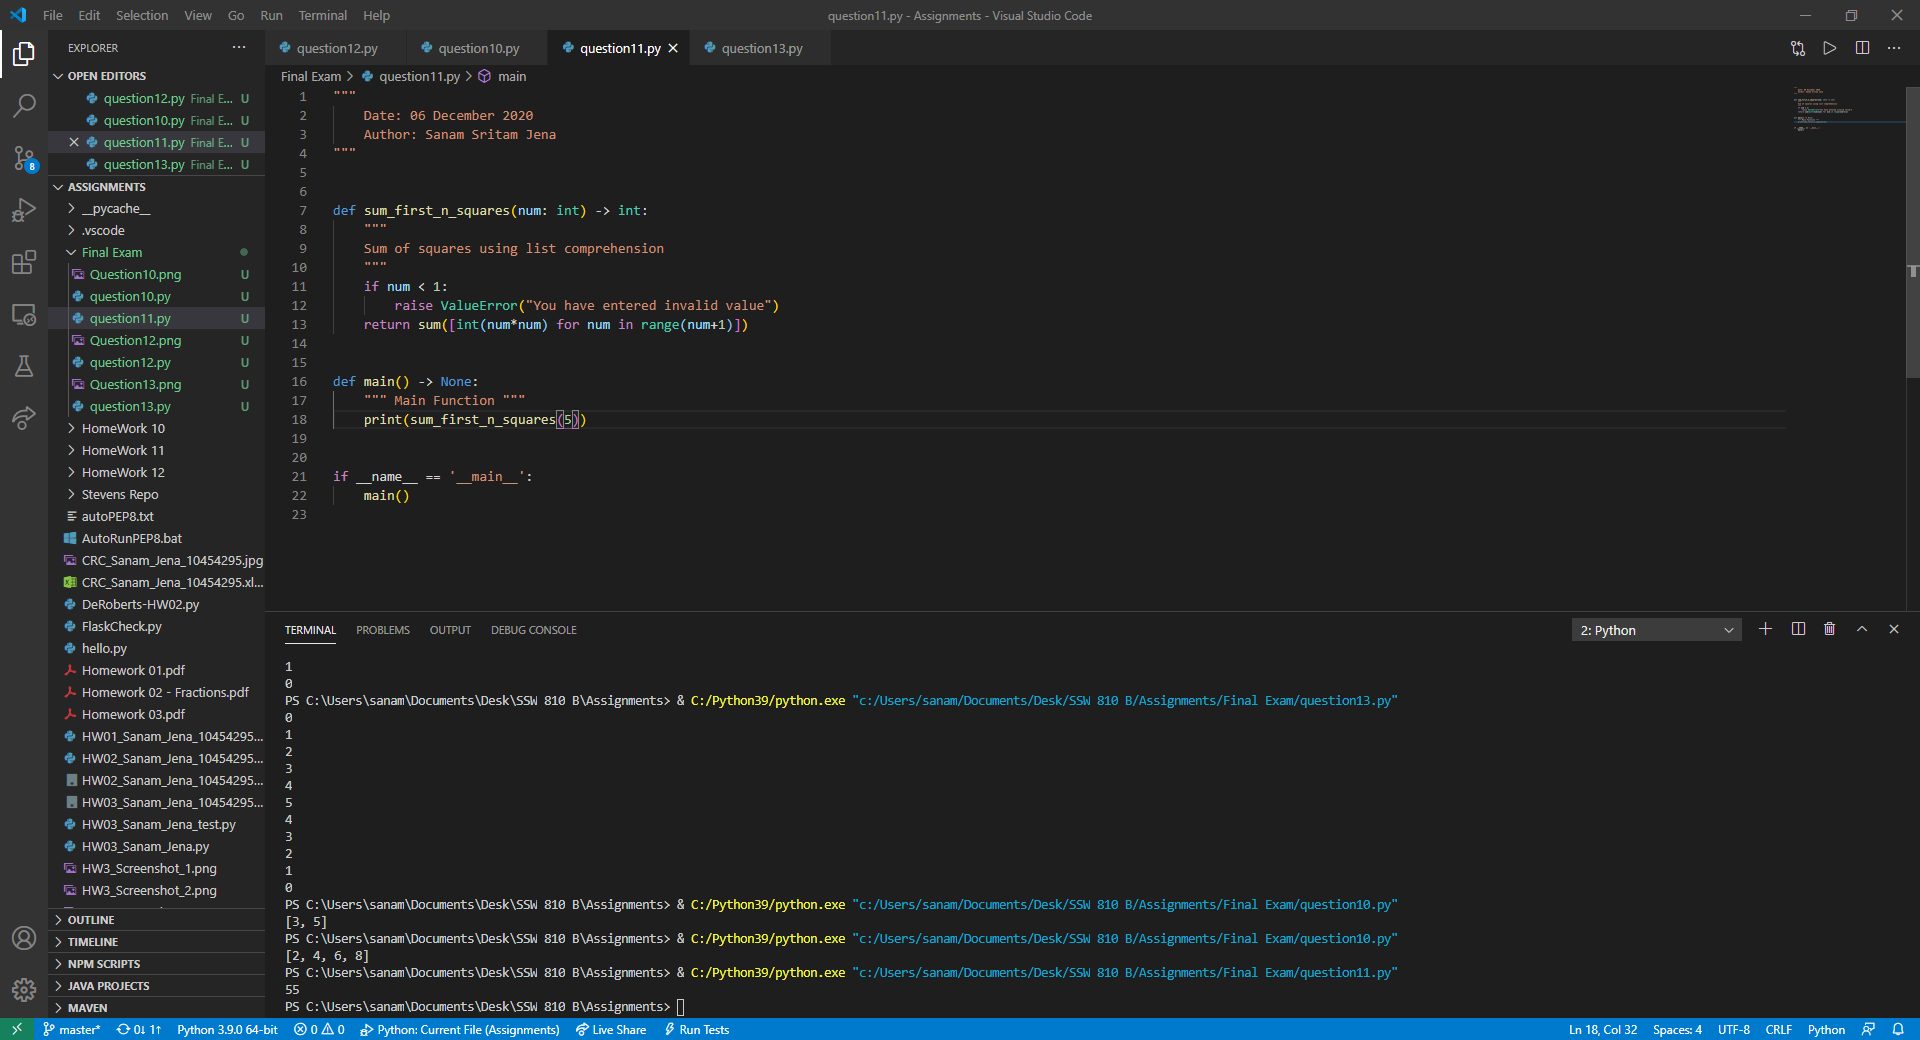 File Edit Selection View Go Run Terminal Help
question11.py - Assignments - Visual Studio Code
EXPLORER
OPEN EDITORS
question12.py Final E... U
question10.py Final E... U
question11.py Final E... U
question13.py Final E... U
ASSIGNMENTS
__pycache__
.vscode
Final Exam
Question10.png U
question10.py U
question11.py U
Question12.png U
question12.py U
Question13.png U
question13.py U
HomeWork 10
HomeWork 11
HomeWork 12
Stevens Repo
autoPEP8.txt
AutoRunPEP8.bat
CRC_Sanam_Jena_10454295.jpg
CRC_Sanam_Jena_10454295.xl...
DeRoberts-HW02.py
FlaskCheck.py
hello.py
Homework 01.pdf
Homework 02 - Fractions.pdf
Homework 03.pdf
HW01_Sanam_Jena_10454295...
HW02_Sanam_Jena_10454295...
HW02_Sanam_Jena_10454295...
HW03_Sanam_Jena_10454295...
HW03_Sanam_Jena_test.py
HW03_Sanam_Jena.py
HW3_Screenshot_1.png
HW3_Screenshot_2.png
OUTLINE
TIMELINE
NPM SCRIPTS
JAVA PROJECTS
MAVEN
8
question12.py question10.py question11.py question13.py
Final Exam > question11.py > main
1 """
2     Date: 06 December 2020
3     Author: Sanam Sritam Jena
4 """
5
6
7 def sum_first_n_squares(num: int) -> int:
8     """
9     Sum of squares using list comprehension
10     """
11     if num < 1:
12         raise ValueError("You have entered invalid value")
13     return sum([int(num*num) for num in range(num+1)])
14
15
16 def main() -> None:
17     """ Main Function """
18     print(sum_first_n_squares(5))
19
20
21 if __name__ == '__main__':
22     main()
23
TERMINAL PROBLEMS OUTPUT DEBUG CONSOLE
2: Python
1
0
PS C:\Users\sanam\Documents\Desk\SSW 810 B\Assignments> & C:/Python39/python.exe "c:/Users/sanam/Documents/Desk/SSW 810 B/Assignments/Final Exam/question13.py"
0
1
2
3
4
5
4
3
2
1
0
PS C:\Users\sanam\Documents\Desk\SSW 810 B\Assignments> & C:/Python39/python.exe "c:/Users/sanam/Documents/Desk/SSW 810 B/Assignments/Final Exam/question10.py"
[3, 5]
PS C:\Users\sanam\Documents\Desk\SSW 810 B\Assignments> & C:/Python39/python.exe "c:/Users/sanam/Documents/Desk/SSW 810 B/Assignments/Final Exam/question10.py"
[2, 4, 6, 8]
PS C:\Users\sanam\Documents\Desk\SSW 810 B\Assignments> & C:/Python39/python.exe "c:/Users/sanam/Documents/Desk/SSW 810 B/Assignments/Final Exam/question11.py"
55
PS C:\Users\sanam\Documents\Desk\SSW 810 B\Assignments>
master* 0↓ 1↑ Python 3.9.0 64-bit 0 0 Python: Current File (Assignments) Live Share Run Tests
Ln 18, Col 32 Spaces: 4 UTF-8 CRLF Python